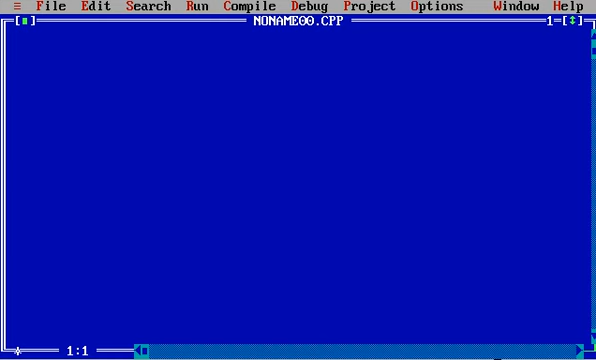 ≡ File Edit Search Run Compile Debug Project Options Window Help
[■] NONAME00.CPP 1=[↕]
1:1